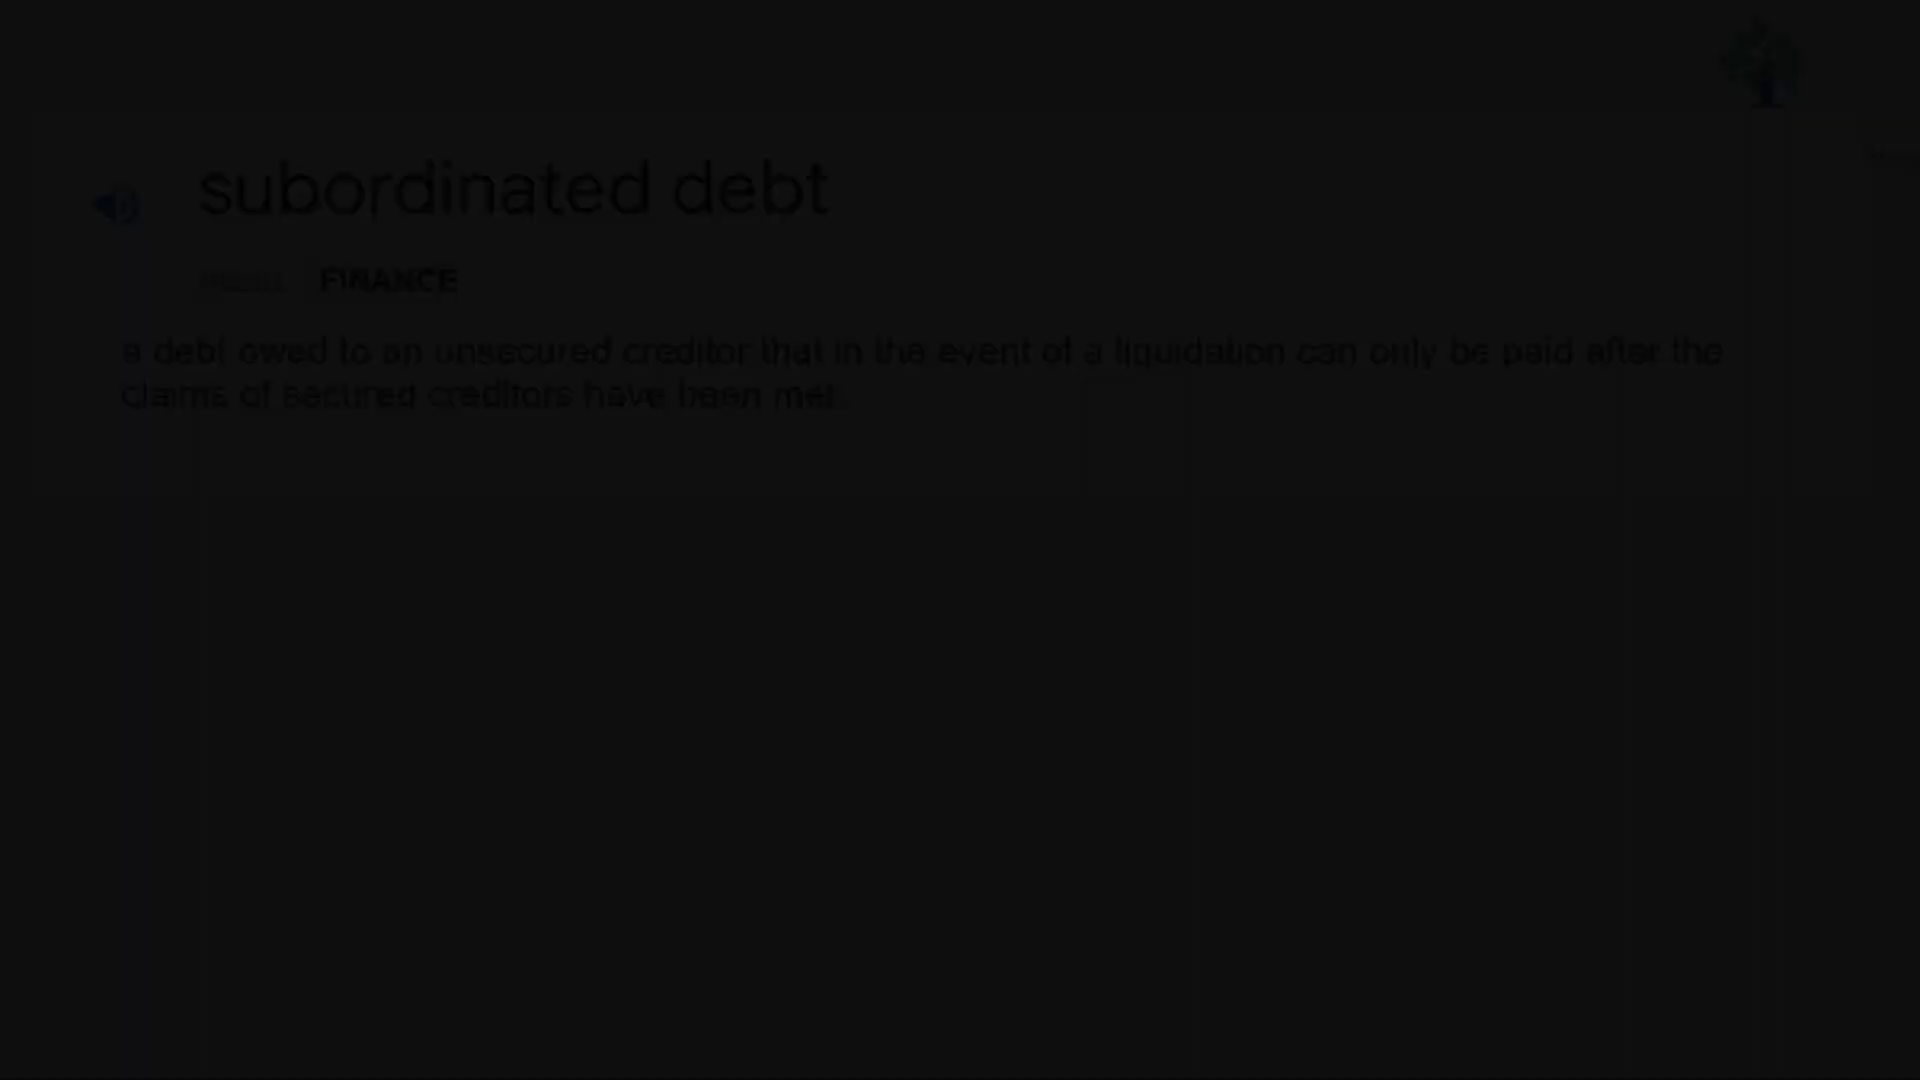 subordinated debt
FINANCE
a debt owed to an unsecured creditor that in the event of a liquidation can only be paid after the
claims of secured creditors have been met.